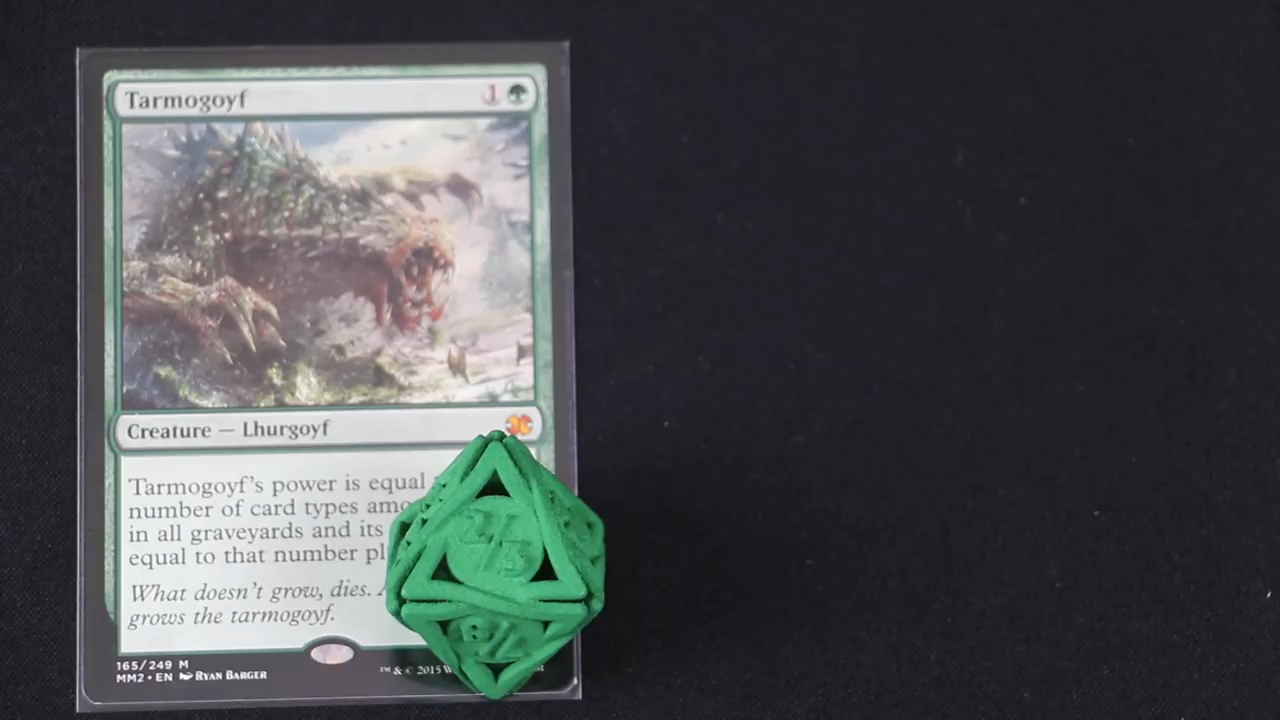 Tarmogoyf 1
Creature — Lhurgoyf
Tarmogoyf's power is equal
number of card types amo
in all graveyards and its
equal to that number pl
What doesn't grow, dies. A
grows the tarmogoyf.
2/3
165/249 M
MM2 • EN Ryan Barger
™ & © 2015 W